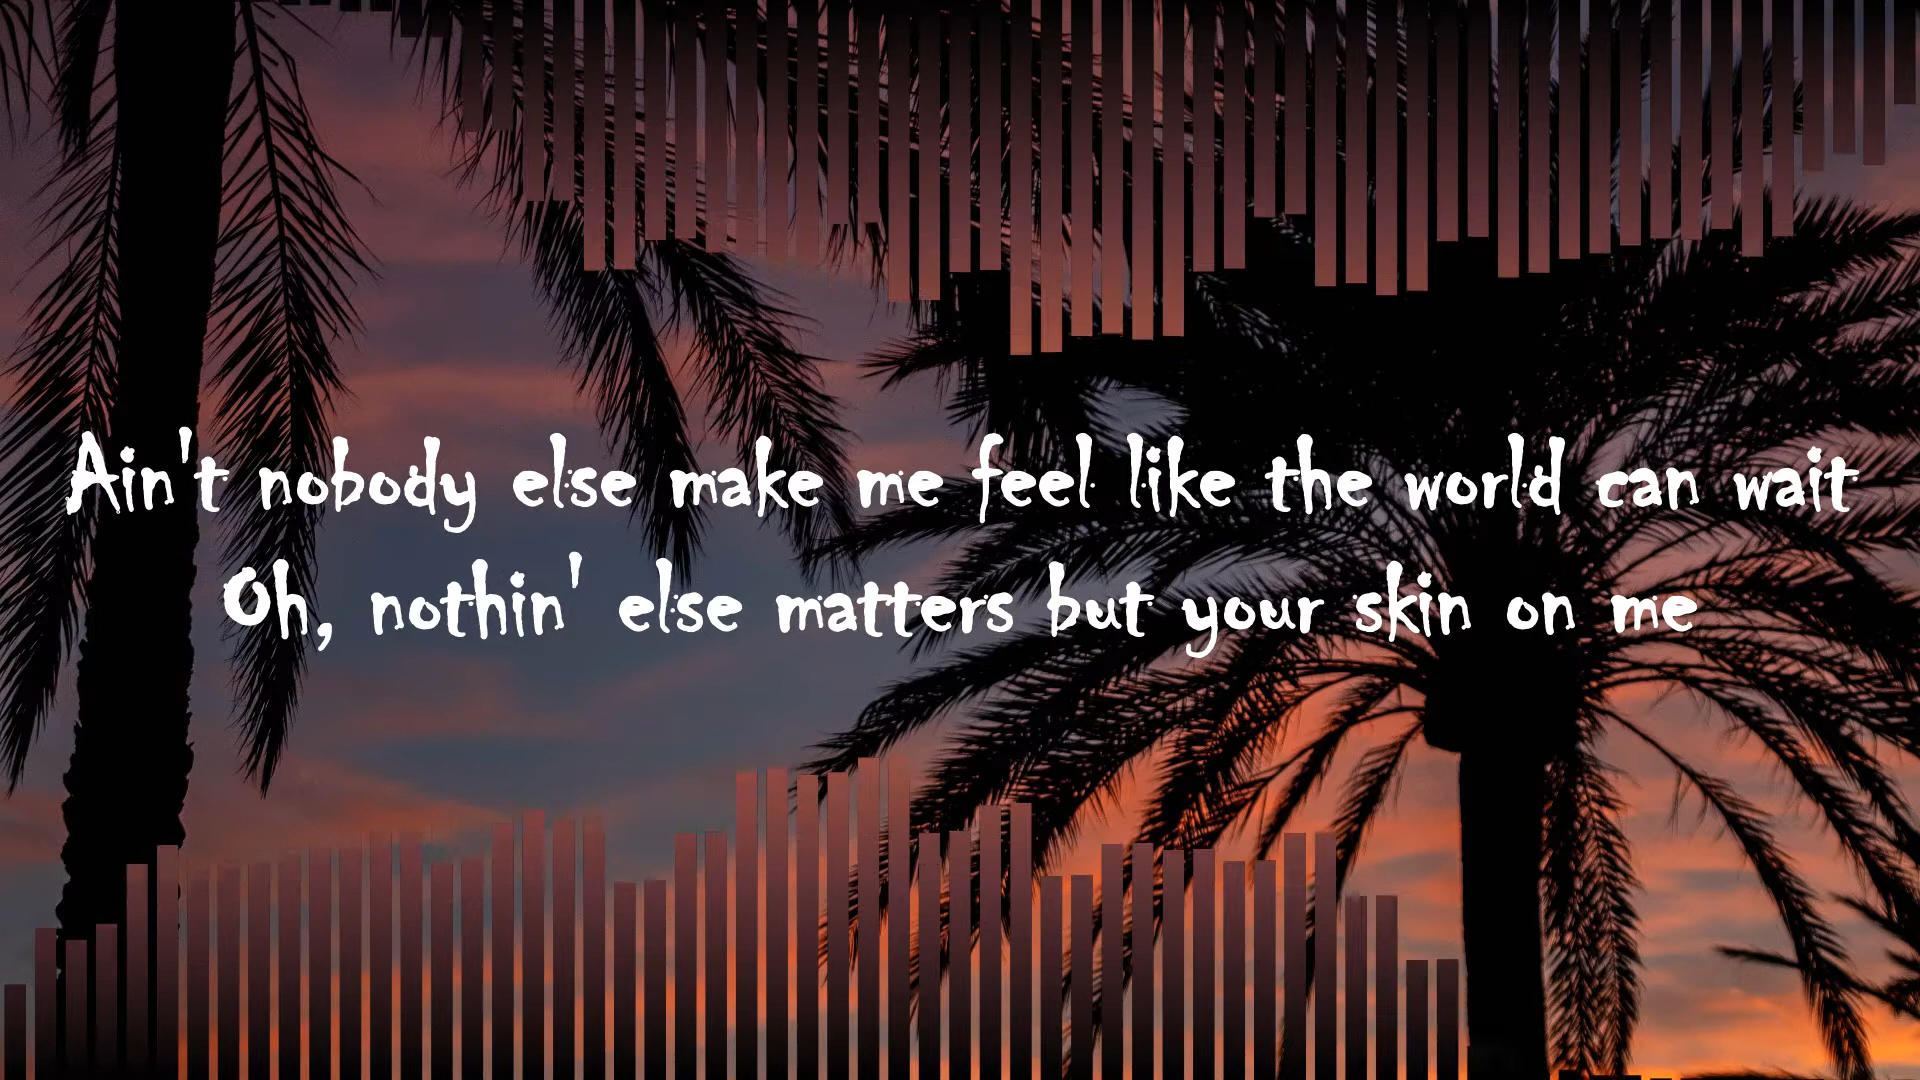 Ain't nobody else make me feel like the world can wait
Oh, nothin' else matters but your skin on me